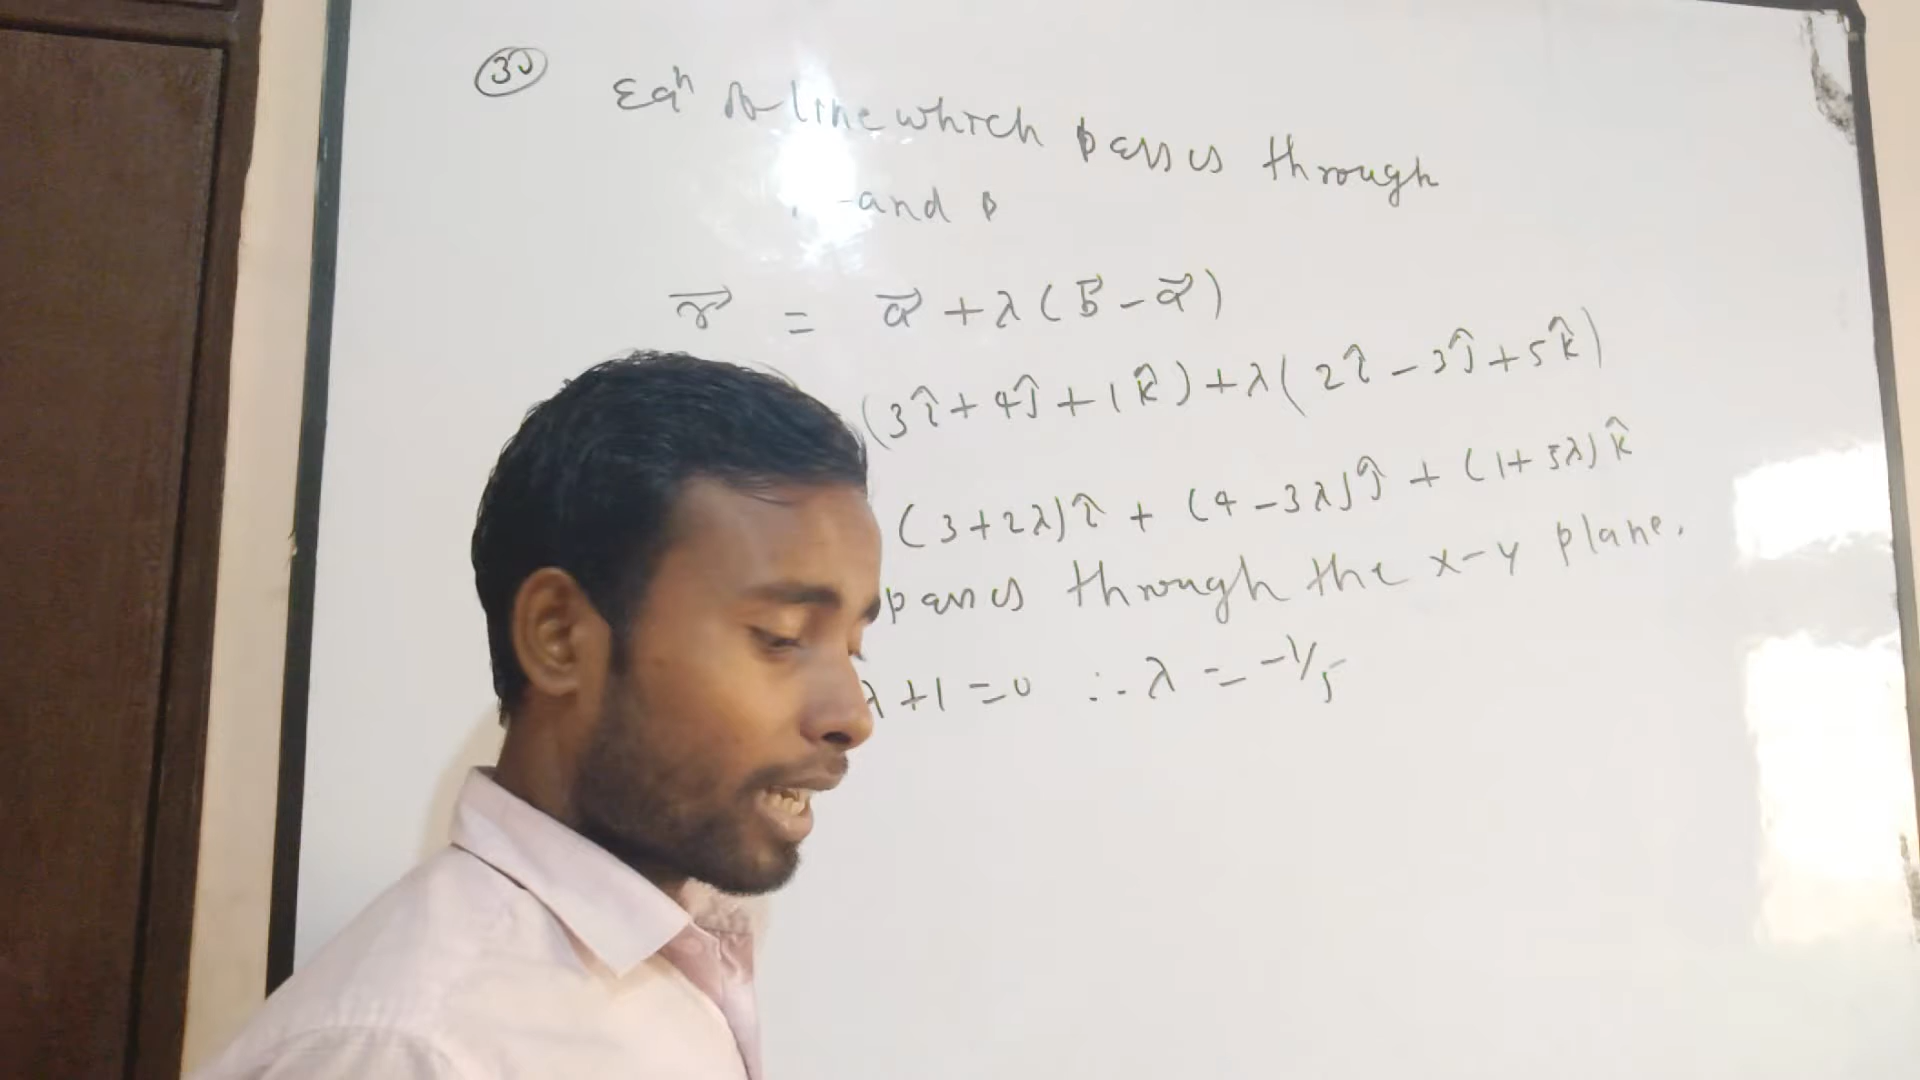 30
Eqn of line which passes through
and
r⃗ = a⃗ + λ(b⃗ - a⃗)
(3î + 4ĵ + 1k̂) + λ(2î - 3ĵ + 5k̂)
(3+2λ)î + (4-3λ)ĵ + (1+5λ)k̂
passes through the x-y plane.
λ+1=0 ∴ λ = -1/5